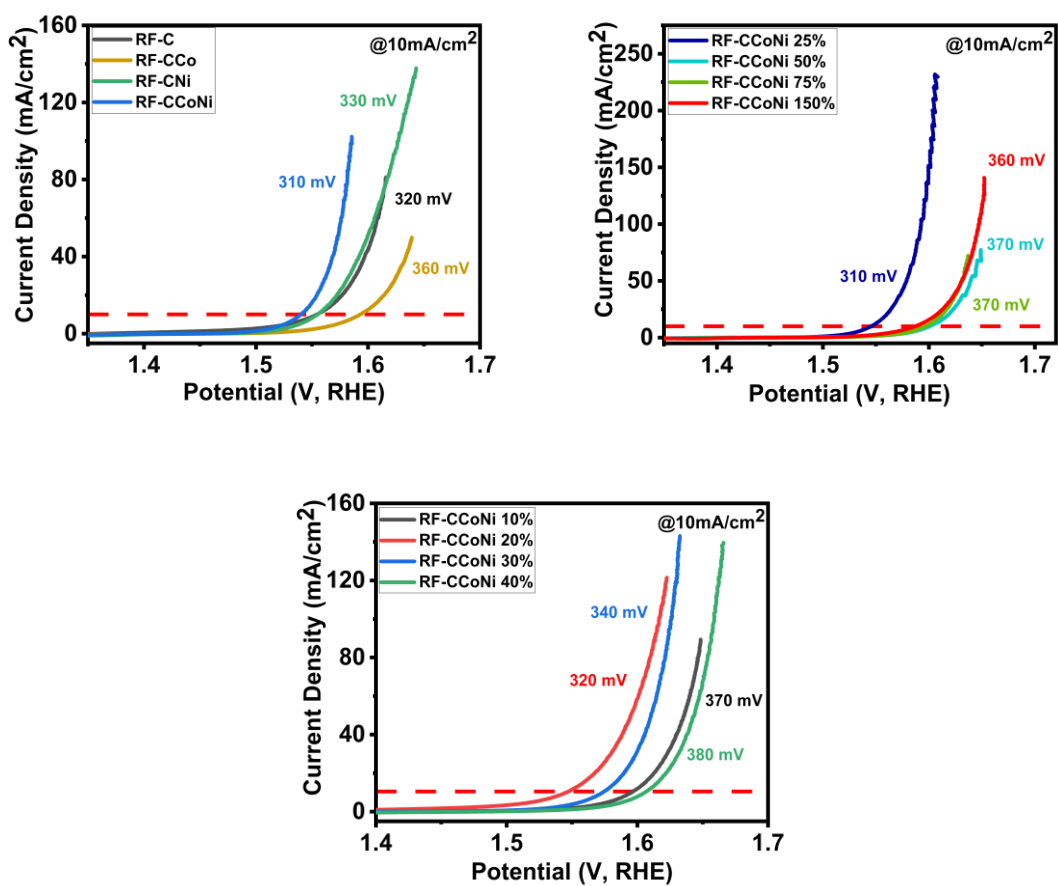 160
120
80
40
0
Current Density (mA/cm²)
RF-C
RF-CCo
RF-CNi
RF-CCoNi
@10mA/cm²
330 mV
310 mV
320 mV
360 mV
1.4
1.5
1.6
1.7
Potential (V, RHE)
250
200
150
100
50
0
Current Density (mA/cm²)
RF-CCoNi 25%
RF-CCoNi 50%
RF-CCoNi 75%
RF-CCoNi 150%
@10mA/cm²
360 mV
370 mV
310 mV
370 mV
1.4
1.5
1.6
1.7
Potential (V, RHE)
160
120
80
40
0
Current Density (mA/cm²)
RF-CCoNi 10%
RF-CCoNi 20%
RF-CCoNi 30%
RF-CCoNi 40%
@10mA/cm²
340 mV
320 mV
370 mV
380 mV
1.4
1.5
1.6
1.7
Potential (V, RHE)